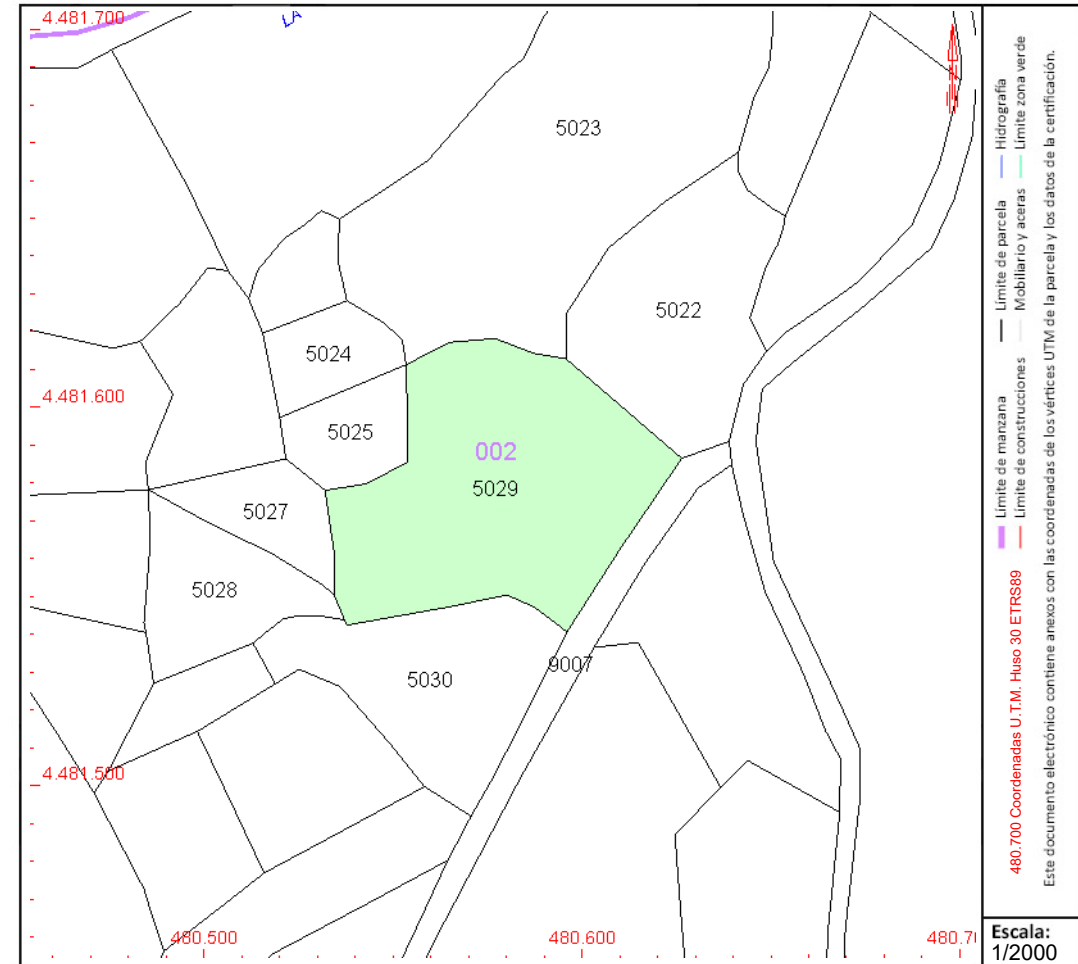 4.481.700
LA
5023
5022
5024
4.481.600
5025
002
5029
5027
5028
9007
5030
4.481.500
480.500
480.600
480.70
Hidrografía
Límite zona verde
Límite de parcela
Mobiliario y aceras
Límite de manzana
Límite de construcciones
480.700 Coordenadas U.T.M. Huso 30 ETRS89
Este documento electrónico contiene anexos con las coordenadas de los vértices UTM de la parcela y los datos de la certificación.
Escala:
1/2000